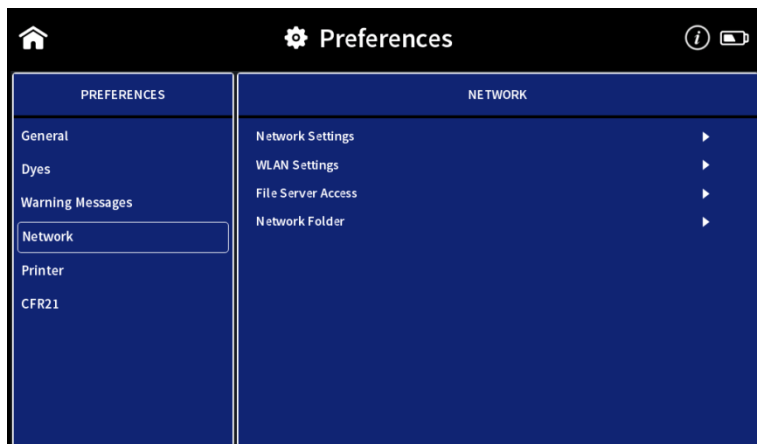 Preferences
i
PREFERENCES
General
Dyes
Warning Messages
Network
Printer
CFR21
NETWORK
Network Settings
WLAN Settings
File Server Access
Network Folder